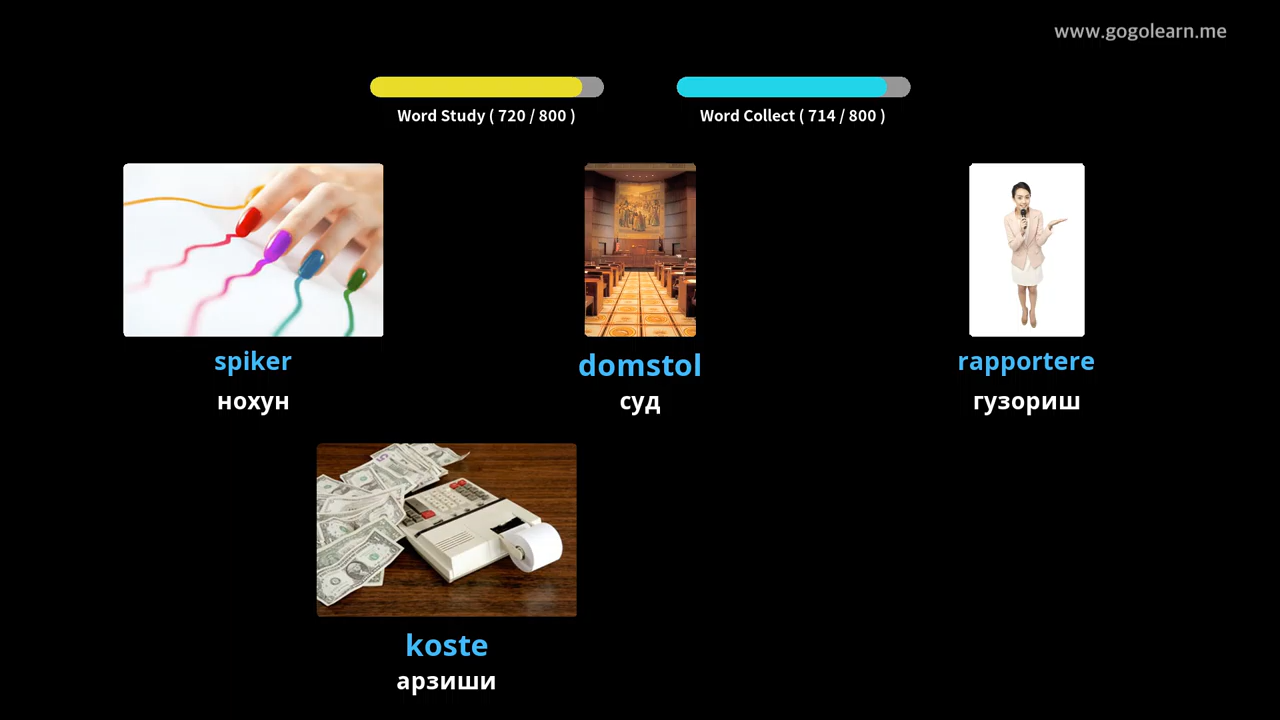 www.gogolearn.me
Word Study ( 720 / 800 )
Word Collect ( 714 / 800 )
spiker
нохун
domstol
суд
rapportere
гузориш
koste
арзиши